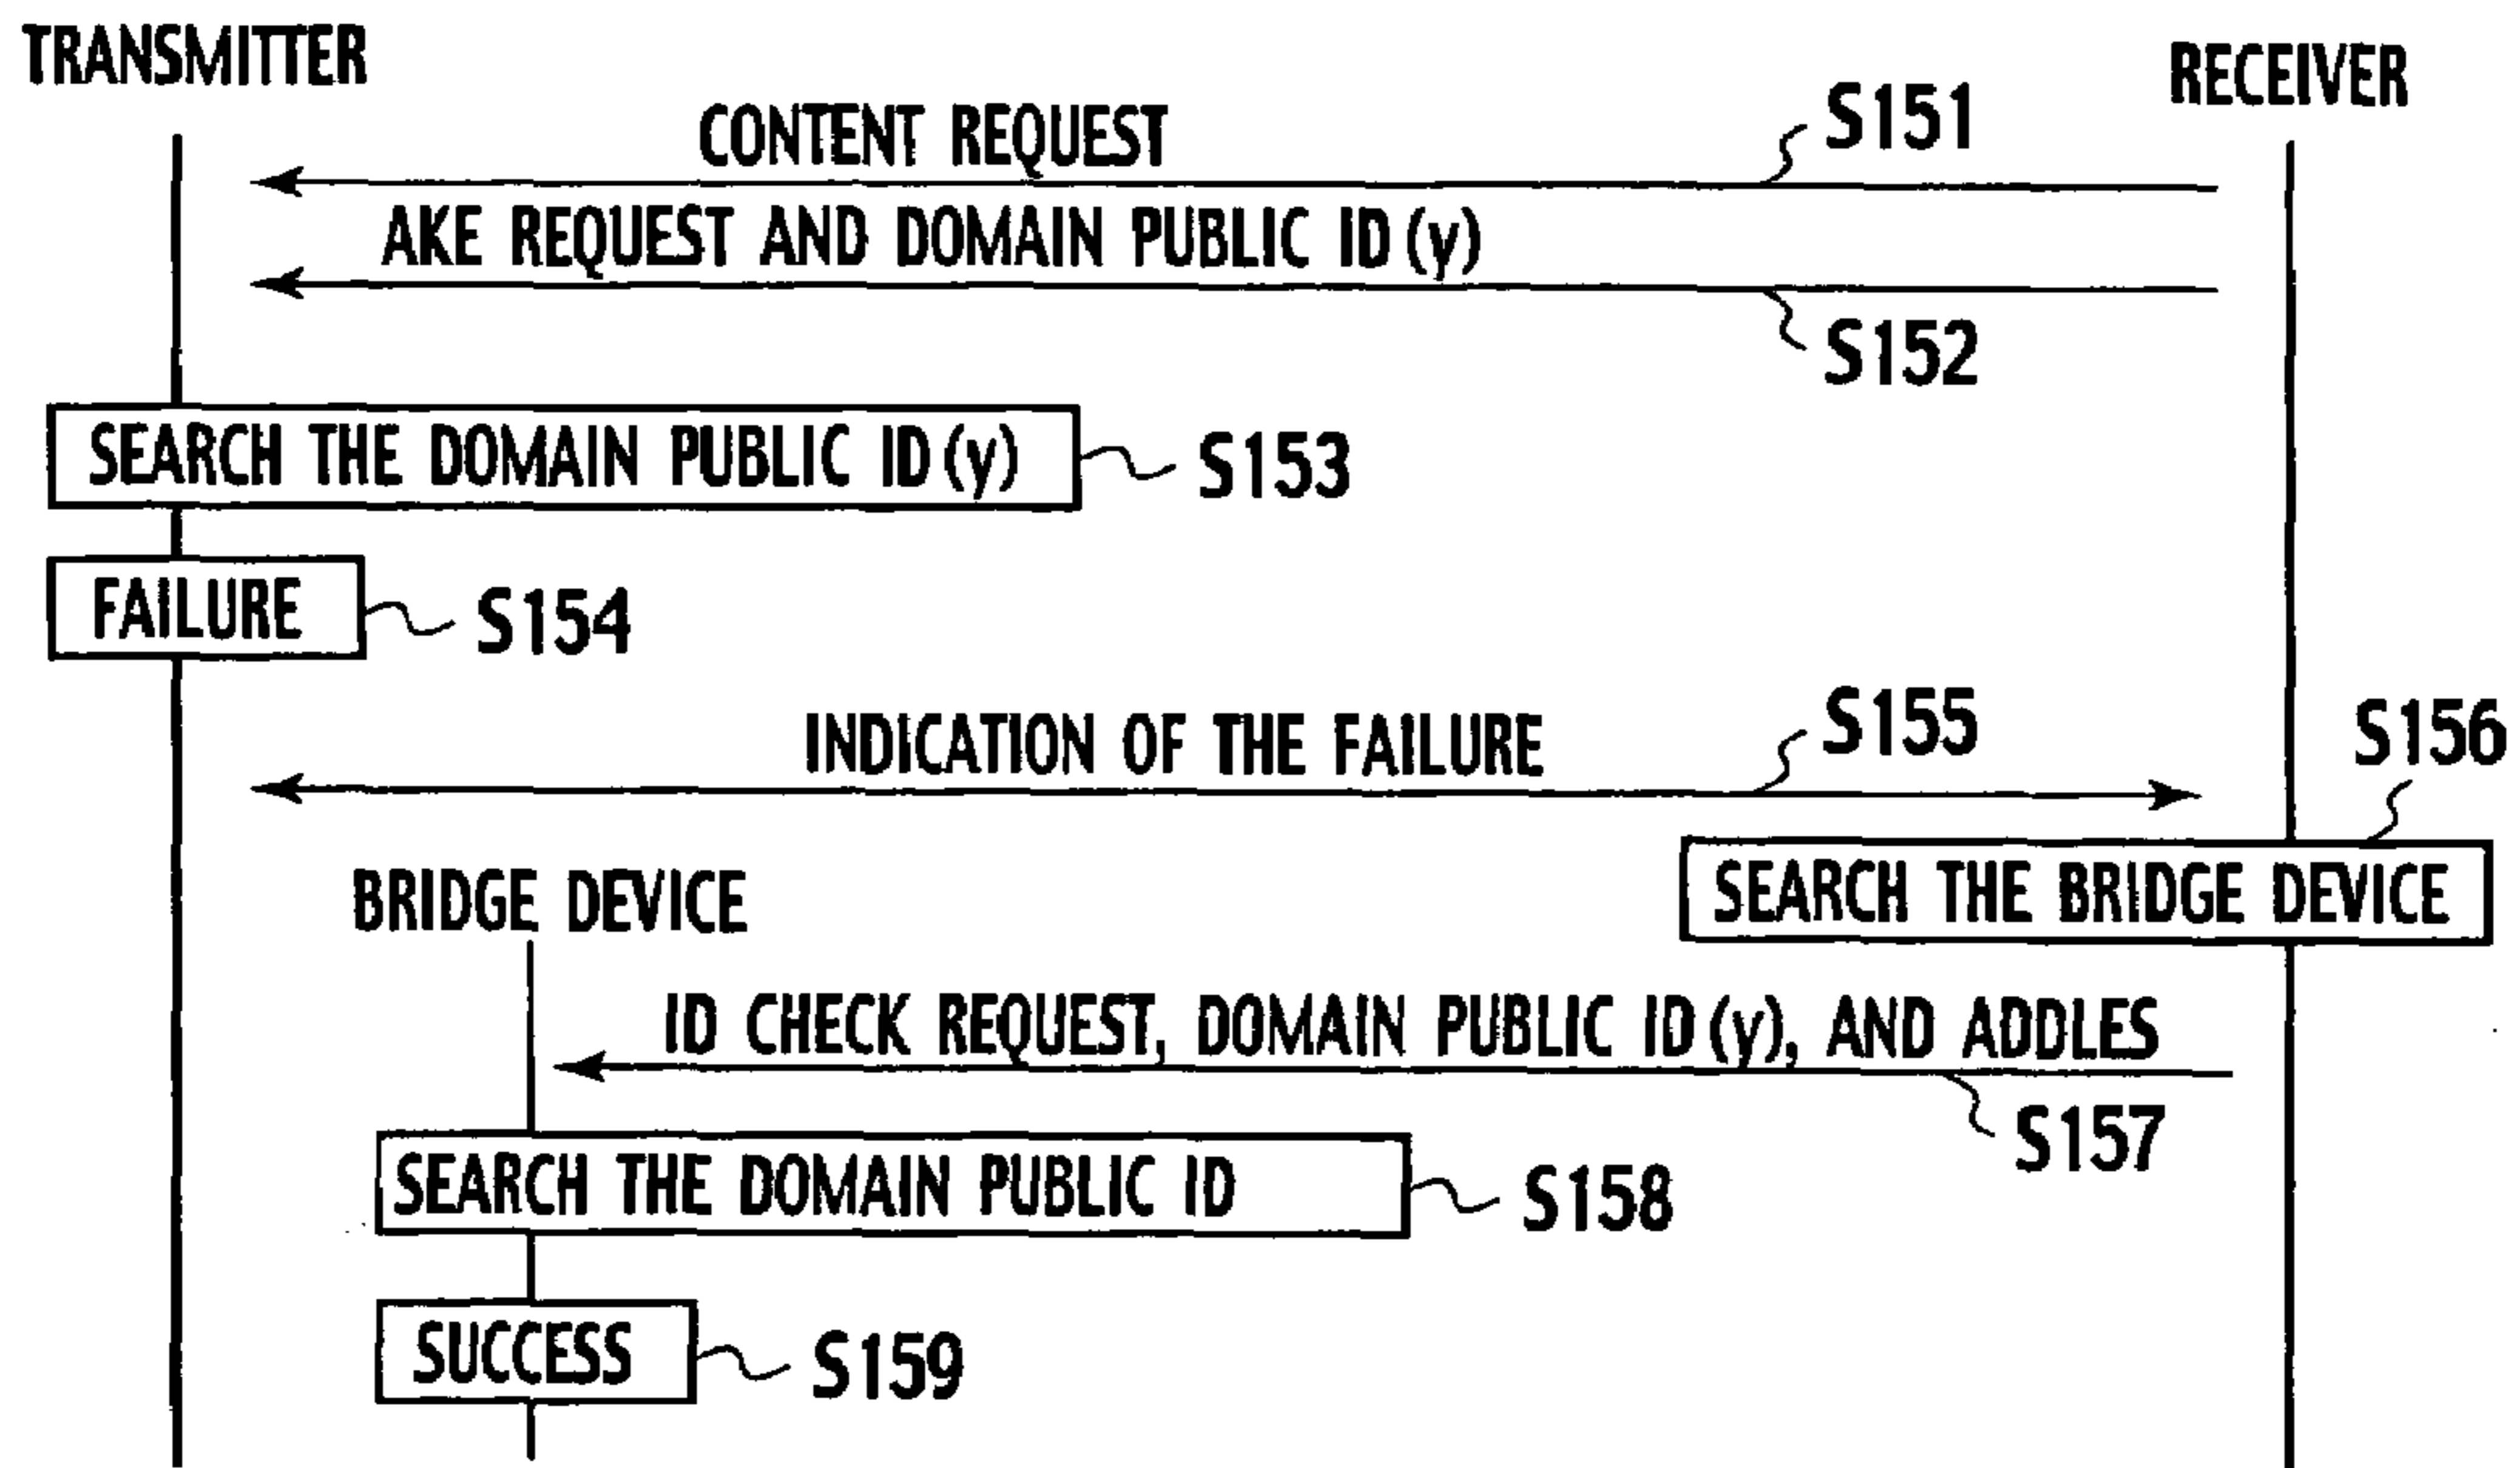 TRANSMITTER
RECEIVER
CONTENT REQUEST
S151
AKE REQUEST AND DOMAIN PUBLIC ID(y)
S152
SEARCH THE DOMAIN PUBLIC ID(y)
S153
FAILURE
S154
INDICATION OF THE FAILURE
S155
S156
SEARCH THE BRIDGE DEVICE
BRIDGE DEVICE
ID CHECK REQUEST, DOMAIN PUBLIC ID(y), AND ADDLES
S157
SEARCH THE DOMAIN PUBLIC ID
S158
SUCCESS
S159